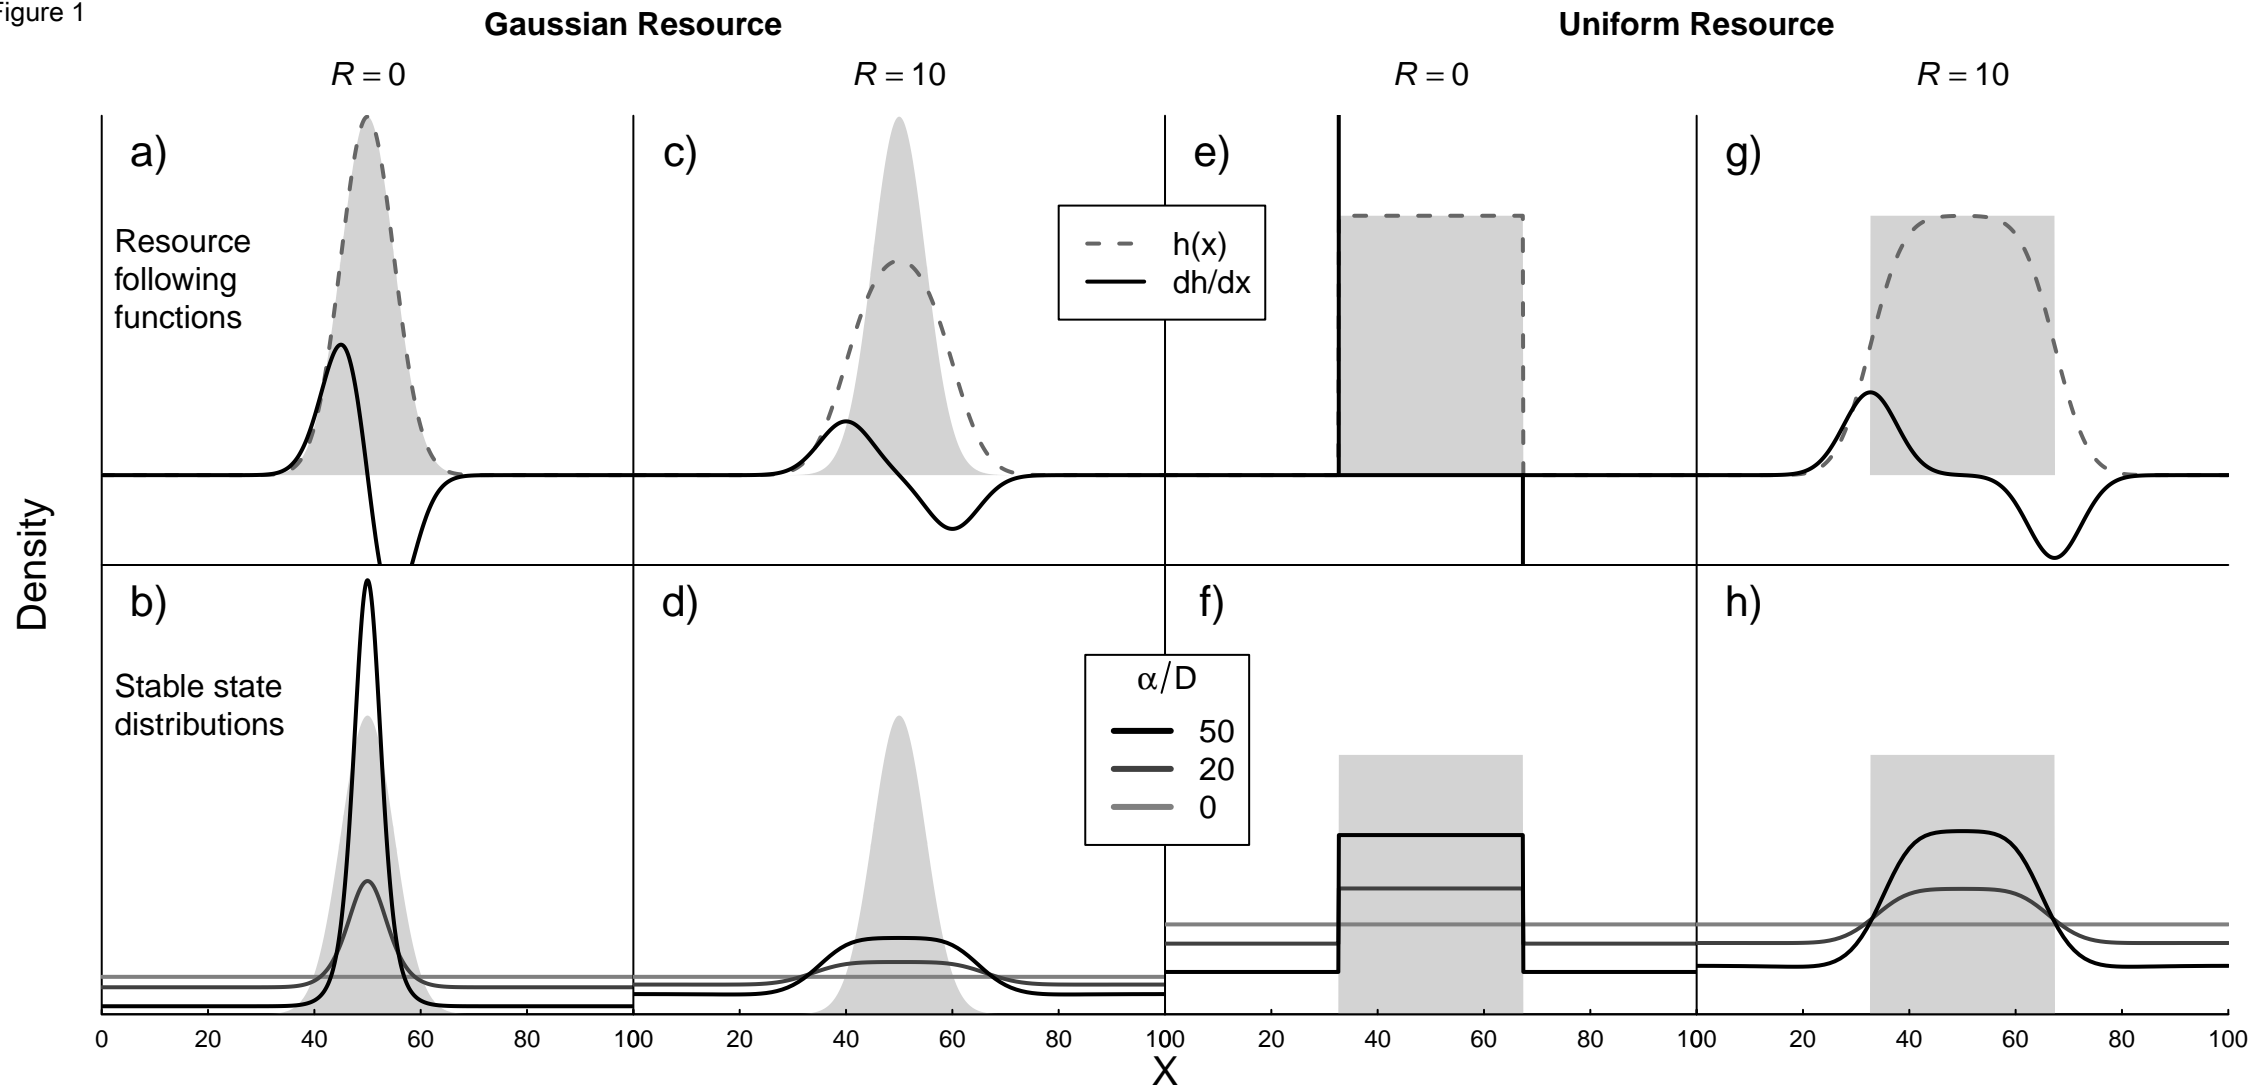 Figure 1
Gaussian Resource
Uniform Resource
R = 0
R = 10
R = 0
R = 10
a)
c)
e)
g)
Resource
following
functions
h(x)
dh/dx
Density
b)
d)
f)
h)
Stable state
distributions
α/D
50
20
0
0 20 40 60 80 100 20 40 60 80 100 20 40 60 80 100 20 40 60 80 100
X